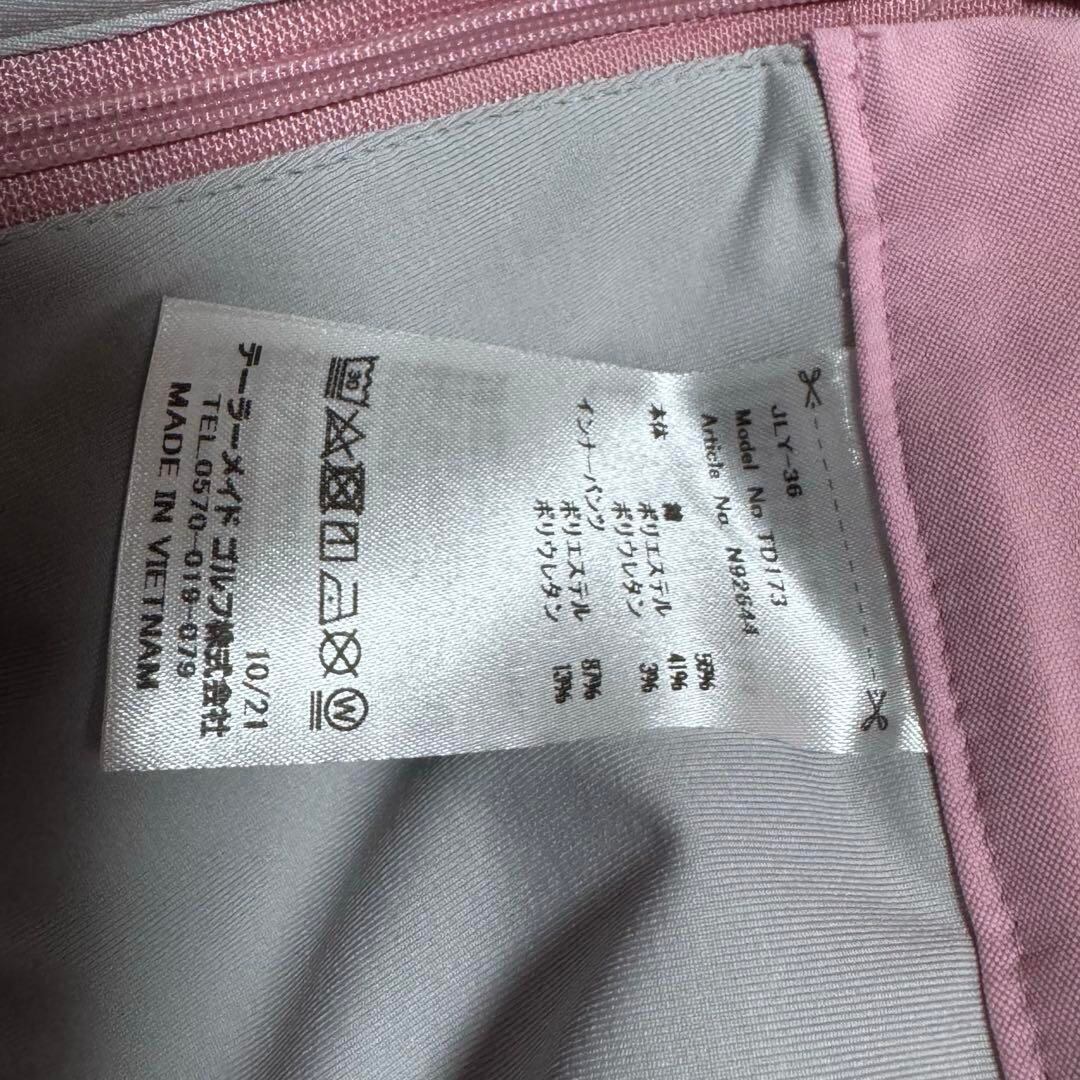 JLY-36
Model No TD173
Article No. N92644
本体 綿 56%
ポリエステル 41%
ポリウレタン 3%
インナーパンツ ポリエステル 87%
ポリウレタン 13%
30
W
10/21
テーラーメイド ゴルフ株式会社
TEL.0570-019-079
MADE IN VIETNAM